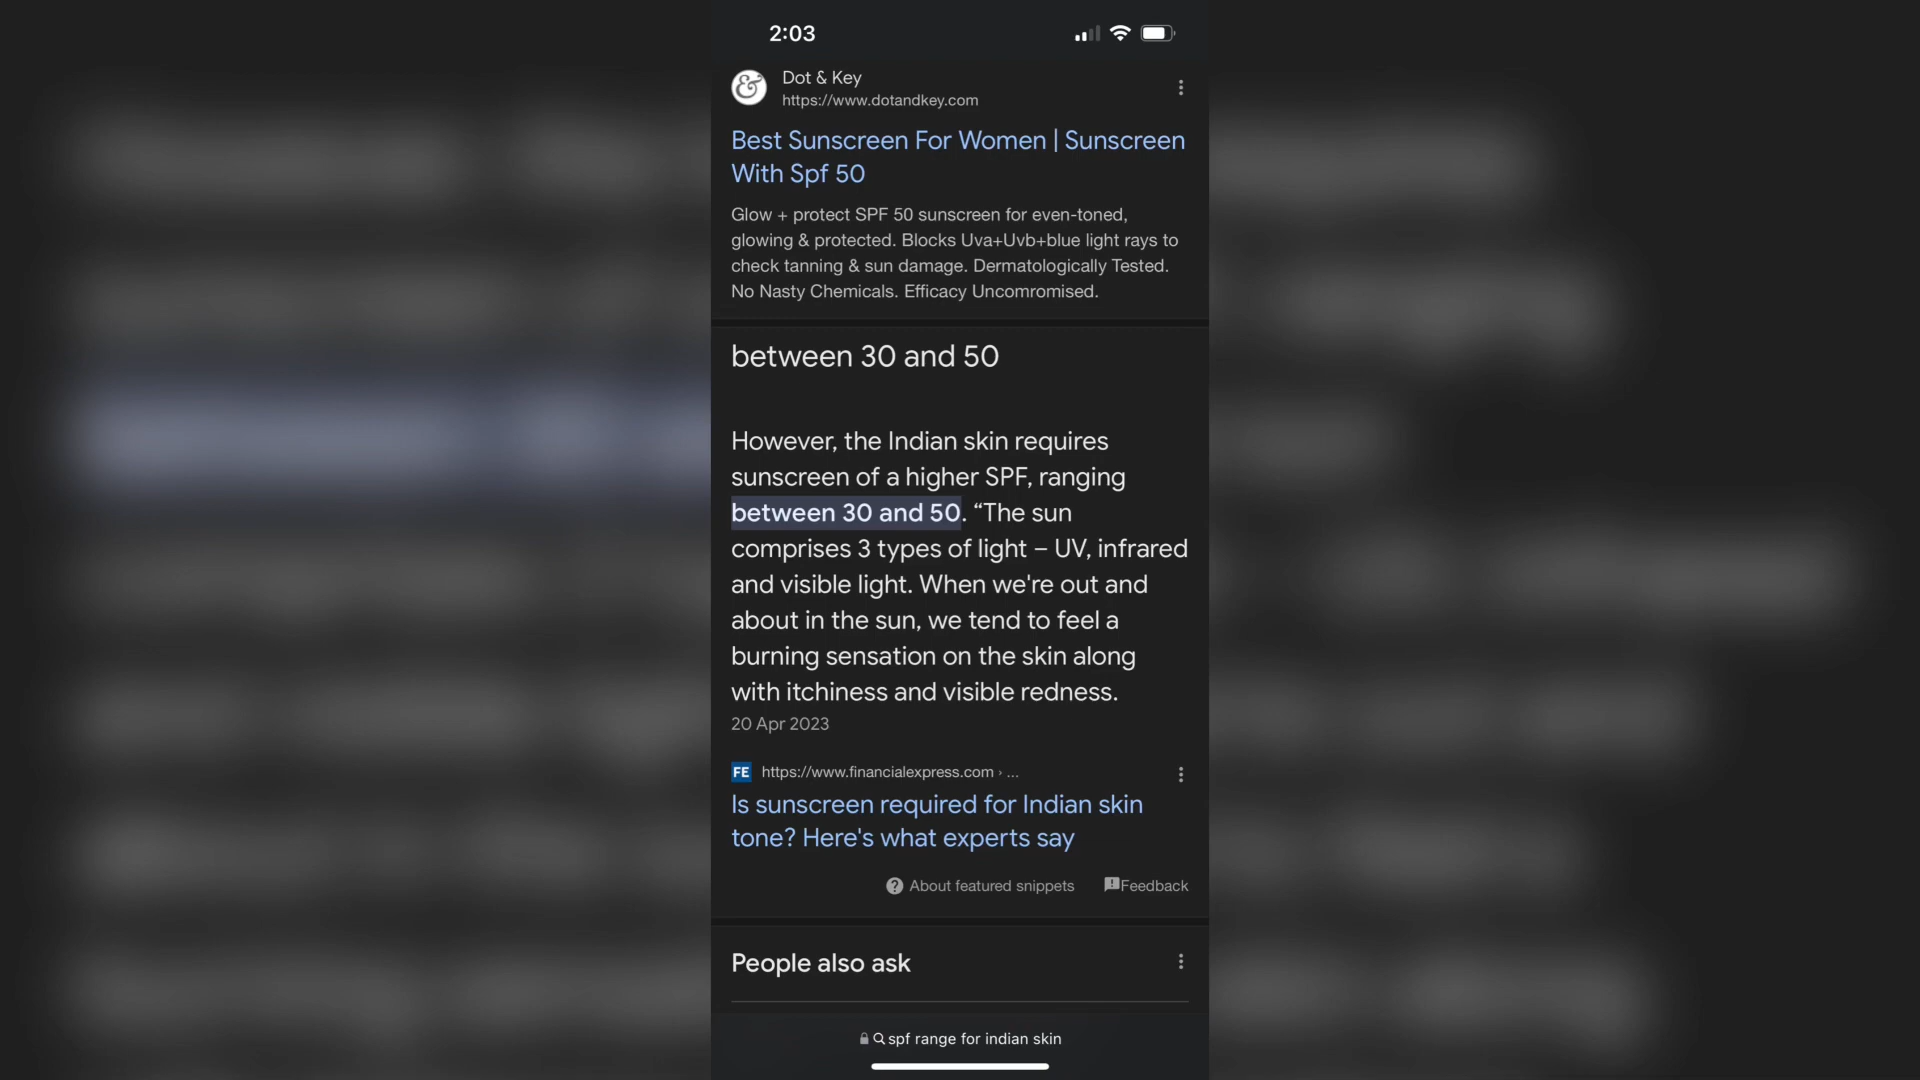 2:03
Dot & Key
https://www.dotandkey.com
Best Sunscreen For Women | Sunscreen
With Spf 50
Glow + protect SPF 50 sunscreen for even-toned,
glowing & protected. Blocks Uva+Uvb+blue light rays to
check tanning & sun damage. Dermatologically Tested.
No Nasty Chemicals. Efficacy Uncomromised.
between 30 and 50
However, the Indian skin requires
sunscreen of a higher SPF, ranging
between 30 and 50. “The sun
comprises 3 types of light – UV, infrared
and visible light. When we're out and
about in the sun, we tend to feel a
burning sensation on the skin along
with itchiness and visible redness.
20 Apr 2023
FE https://www.financialexpress.com › ...
Is sunscreen required for Indian skin
tone? Here's what experts say
About featured snippets Feedback
People also ask
spf range for indian skin